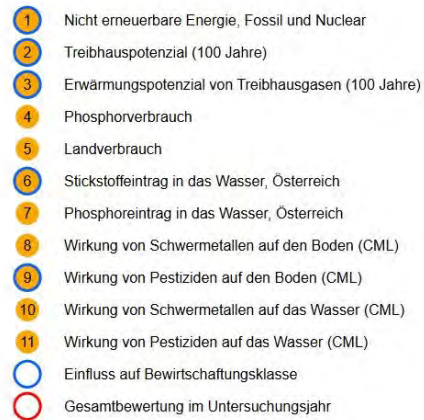 1 Nicht erneuerbare Energie, Fossil und Nuclear
2 Treibhauspotenzial (100 Jahre)
3 Erwärmungspotenzial von Treibhausgasen (100 Jahre)
4 Phosphorverbrauch
5 Landverbrauch
6 Stickstoffeintrag in das Wasser, Österreich
7 Phosphoreintrag in das Wasser, Österreich
8 Wirkung von Schwermetallen auf den Boden (CML)
9 Wirkung von Pestiziden auf den Boden (CML)
10 Wirkung von Schwermetallen auf das Wasser (CML)
11 Wirkung von Pestiziden auf das Wasser (CML)
Einfluss auf Bewirtschaftungsklasse
Gesamtbewertung im Untersuchungsjahr